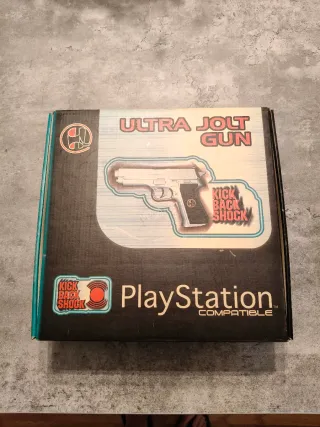 ULTRA JOLT
GUN
KICK
BACK
SHOCK
KICK
BACK
SHOCK
PlayStation
COMPATIBLE